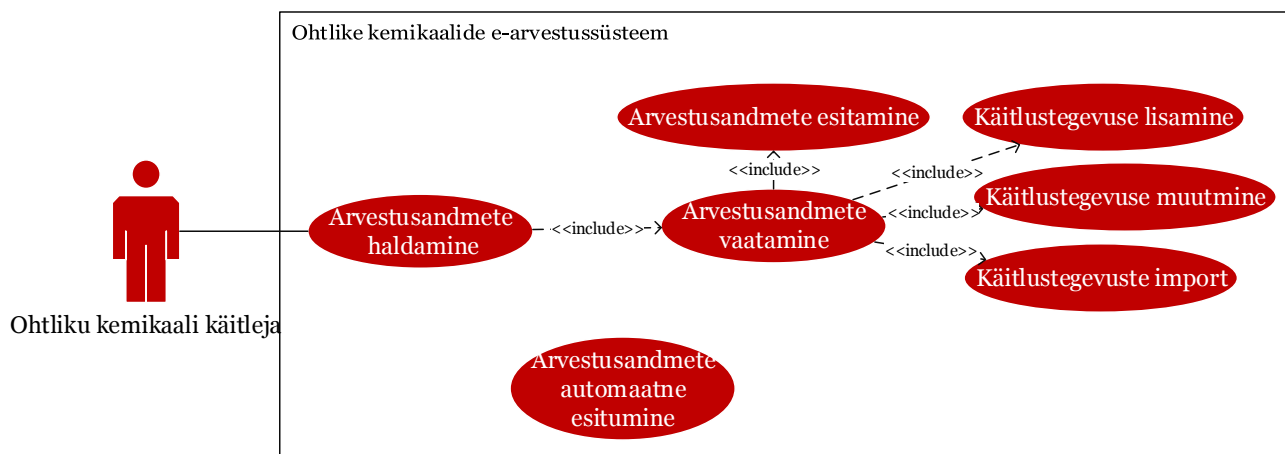 Ohtlike kemikaalide e-arvestussüsteem
Arvestusandmete esitamine
Käitlustegevuse lisamine
<<include>>
<<include>>
Käitlustegevuse muutmine
Arvestusandmete
haldamine
<<include>>
Arvestusandmete
vaatamine
<<include>>
<<include>>
Käitlustegevuste import
Ohtliku kemikaali käitleja
Arvestusandmete
automaatne
esitumine